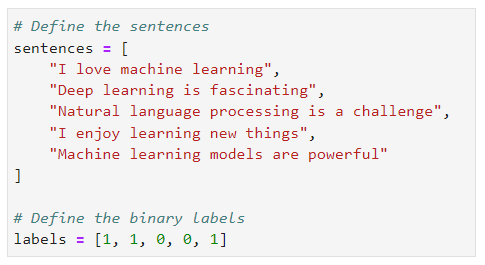 # Define the sentences
sentences = [
    "I love machine learning",
    "Deep learning is fascinating",
    "Natural language processing is a challenge",
    "I enjoy learning new things",
    "Machine learning models are powerful"
]

# Define the binary labels
labels = [1, 1, 0, 0, 1]